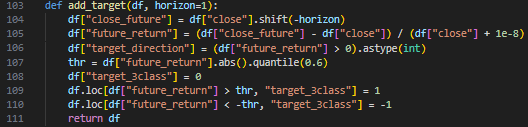 103 def add_target(df, horizon=1):
104     df["close_future"] = df["close"].shift(-horizon)
105     df["future_return"] = (df["close_future"] - df["close"]) / (df["close"] + 1e-8)
106     df["target_direction"] = (df["future_return"] > 0).astype(int)
107     thr = df["future_return"].abs().quantile(0.6)
108     df["target_3class"] = 0
109     df.loc[df["future_return"] > thr, "target_3class"] = 1
110     df.loc[df["future_return"] < -thr, "target_3class"] = -1
111     return df